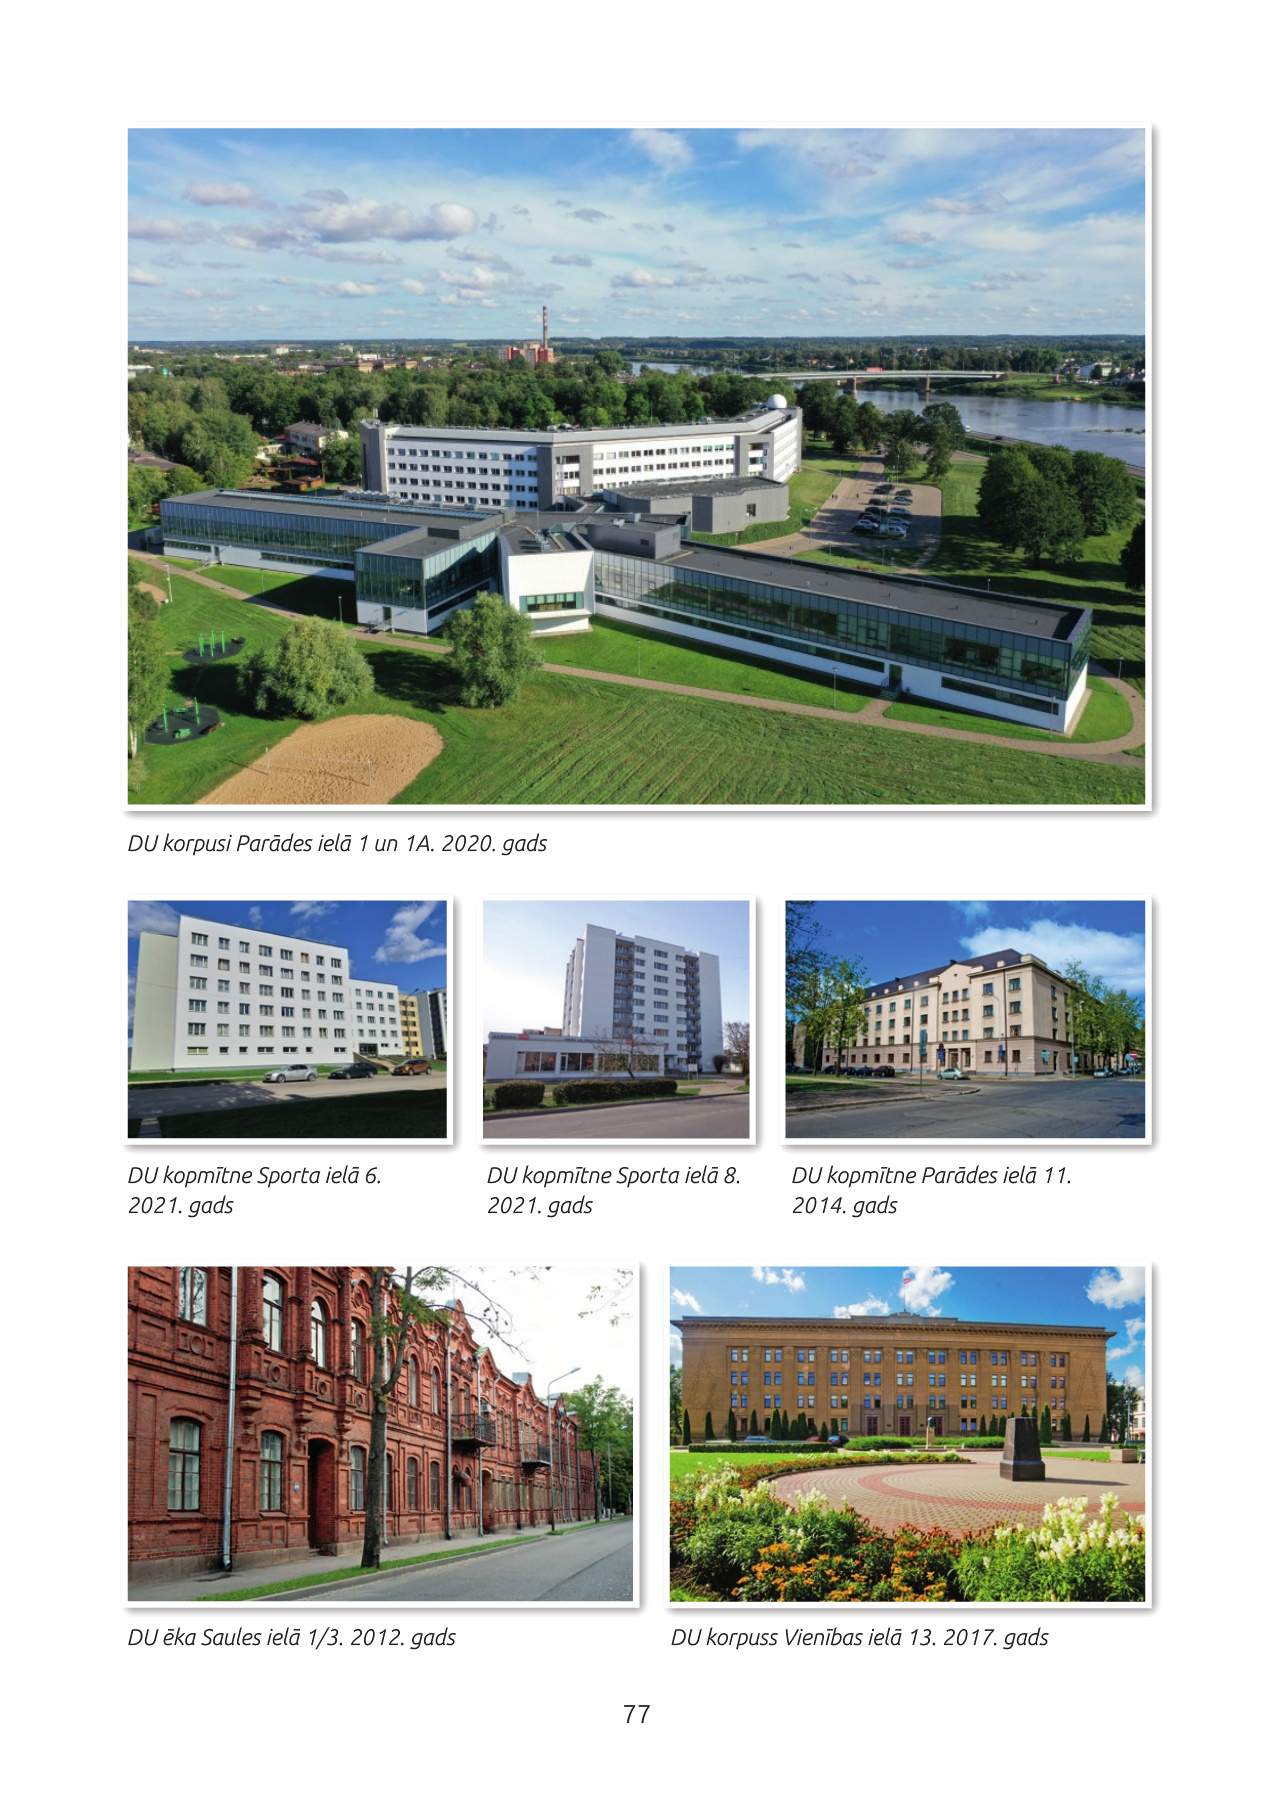 DU korpusi Parādes ielā 1 un 1A. 2020. gads
DU kopmītne Sporta ielā 6.
2021. gads
DU kopmītne Sporta ielā 8.
2021. gads
DU kopmītne Parādes ielā 11.
2014. gads
DU ēka Saules ielā 1/3. 2012. gads
DU korpuss Vienības ielā 13. 2017. gads
77